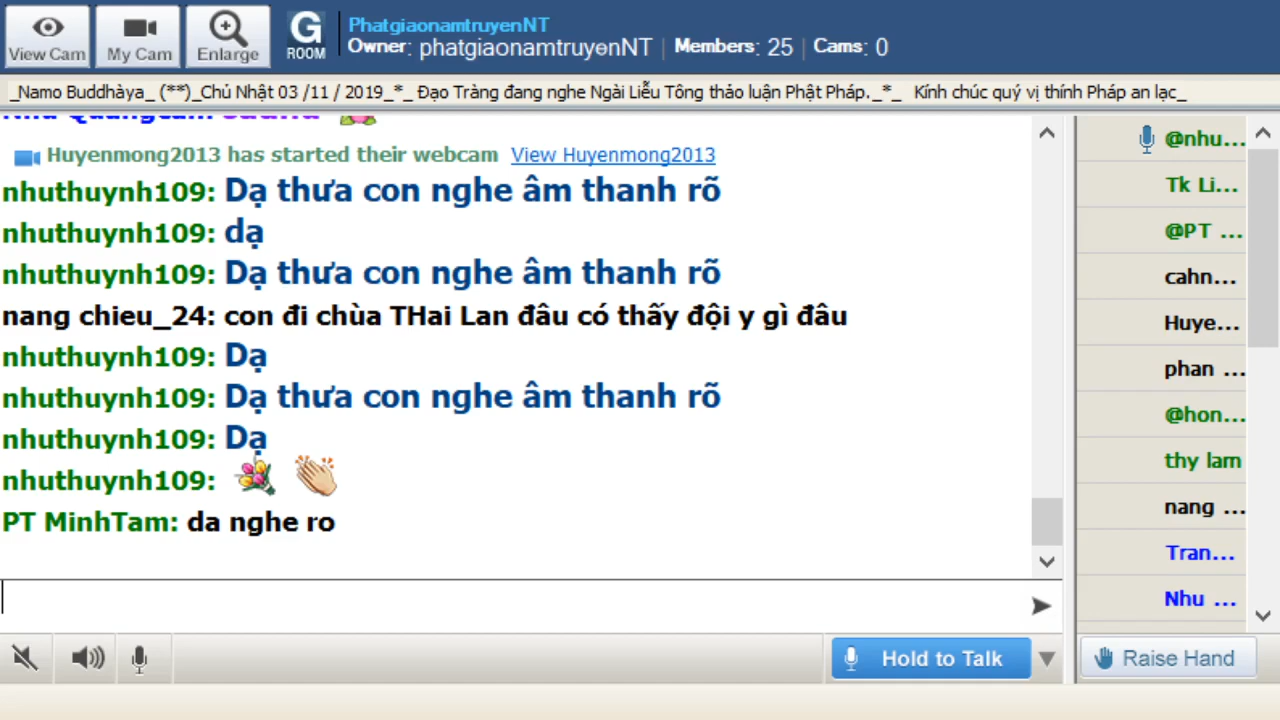 View Cam
My Cam
Enlarge
G
ROOM
PhatgiaonamtruyenNT
Owner: phatgiaonamtruyenNT | Members: 25 | Cams: 0
_Namo Buddhàya_ (**)_Chủ Nhật 03 /11 / 2019_*_ Đạo Tràng đang nghe Ngài Liễu Tông thảo luận Phật Pháp._*_ Kính chúc quý vị thính Pháp an lạc_
Huyenmong2013 has started their webcam View Huyenmong2013
nhuthuynh109: Dạ thưa con nghe âm thanh rõ
nhuthuynh109: dạ
nhuthuynh109: Dạ thưa con nghe âm thanh rõ
nang chieu_24: con đi chùa THai Lan đâu có thấy đội y gì đâu
nhuthuynh109: Dạ
nhuthuynh109: Dạ thưa con nghe âm thanh rõ
nhuthuynh109: Dạ
nhuthuynh109:
PT MinhTam: da nghe ro
@nhu...
Tk Li...
@PT ...
cahn...
Huye...
phan ...
@hon...
thy lam
nang ...
Tran...
Nhu ...
Hold to Talk
Raise Hand